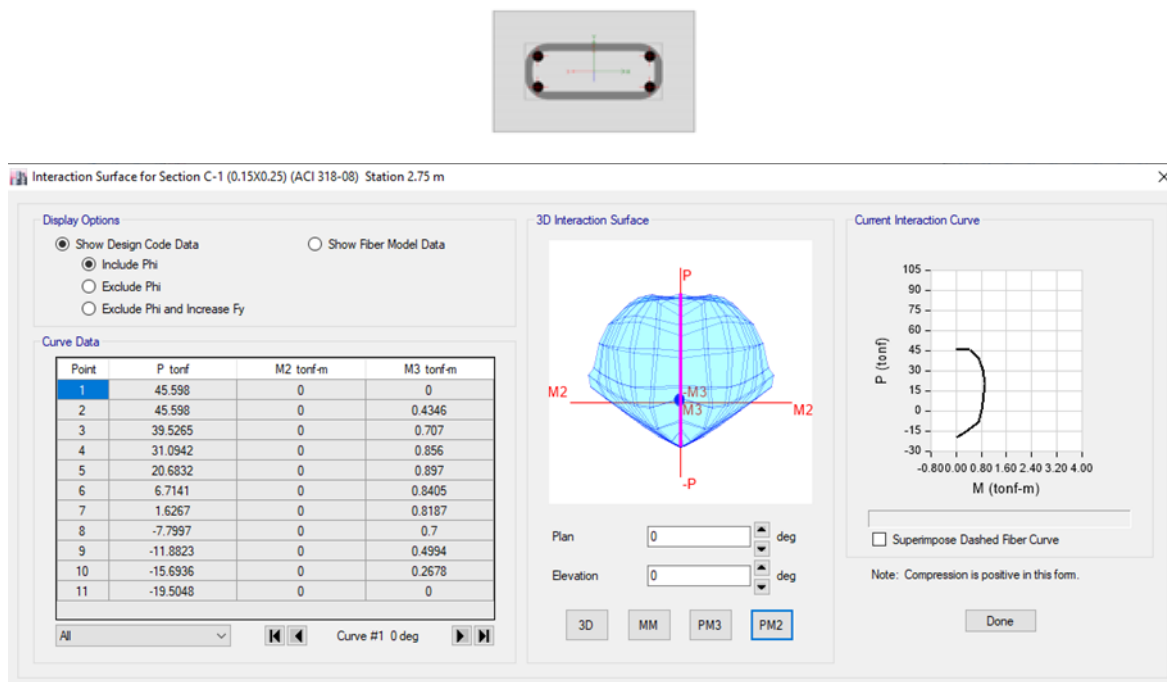 Interaction Surface for Section C-1 (0.15X0.25) (ACI 318-08) Station 2.75 m
Display Options
Show Design Code Data Show Fiber Model Data
Include Phi
Exclude Phi
Exclude Phi and Increase Fy
Curve Data
Point P tonf M2 tonf-m M3 tonf-m
1 45.598 0 0
2 45.598 0 0.4346
3 39.5265 0 0.707
4 31.0942 0 0.856
5 20.6832 0 0.897
6 6.7141 0 0.8405
7 1.6267 0 0.8187
8 -7.7997 0 0.7
9 -11.8823 0 0.4994
10 -15.6936 0 0.2678
11 -19.5048 0 0
All Curve #1 0 deg
3D Interaction Surface
P
M2 -M3
M3 M2
-P
Plan 0 deg
Elevation 0 deg
3D MM PM3 PM2
Current Interaction Curve
105
90
75
60
45
30
15
0
-15
-30
P (tonf)
-0.80 0.00 0.80 1.60 2.40 3.20 4.00
M (tonf-m)
Superimpose Dashed Fiber Curve
Note: Compression is positive in this form.
Done